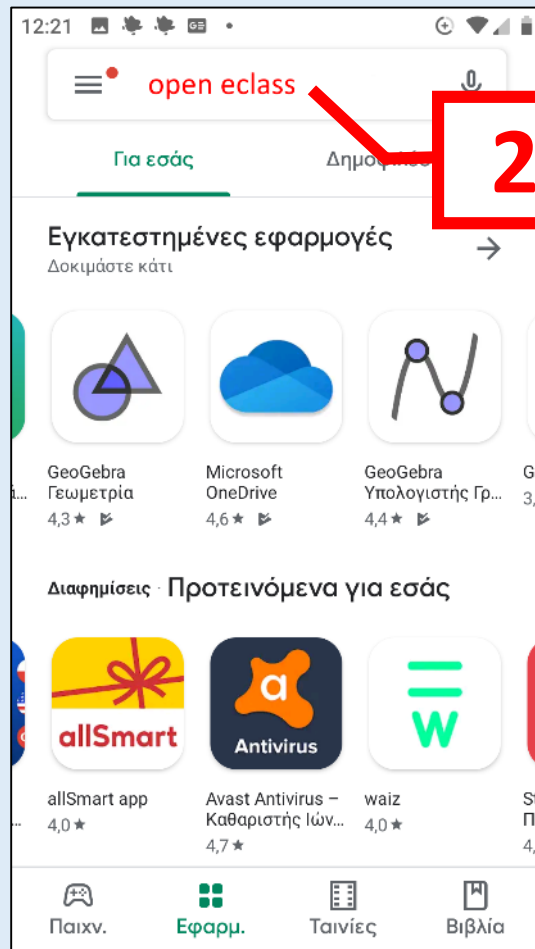 12:21
open eclass
2
Για εσάς
Εγκατεστημένες εφαρμογές
Δοκιμάστε κάτι
GeoGebra Γεωμετρία
4,3★
Microsoft OneDrive
4,6★
GeoGebra Υπολογιστής Γρ...
4,4★
Διαφημίσεις · Προτεινόμενα για εσάς
allSmart
a
Antivirus
w
allSmart app
4,0★
Avast Antivirus – Καθαριστής Ιών...
4,7★
waiz
4,0★
Παιχν.
Εφαρμ.
Ταινίες
Βιβλία